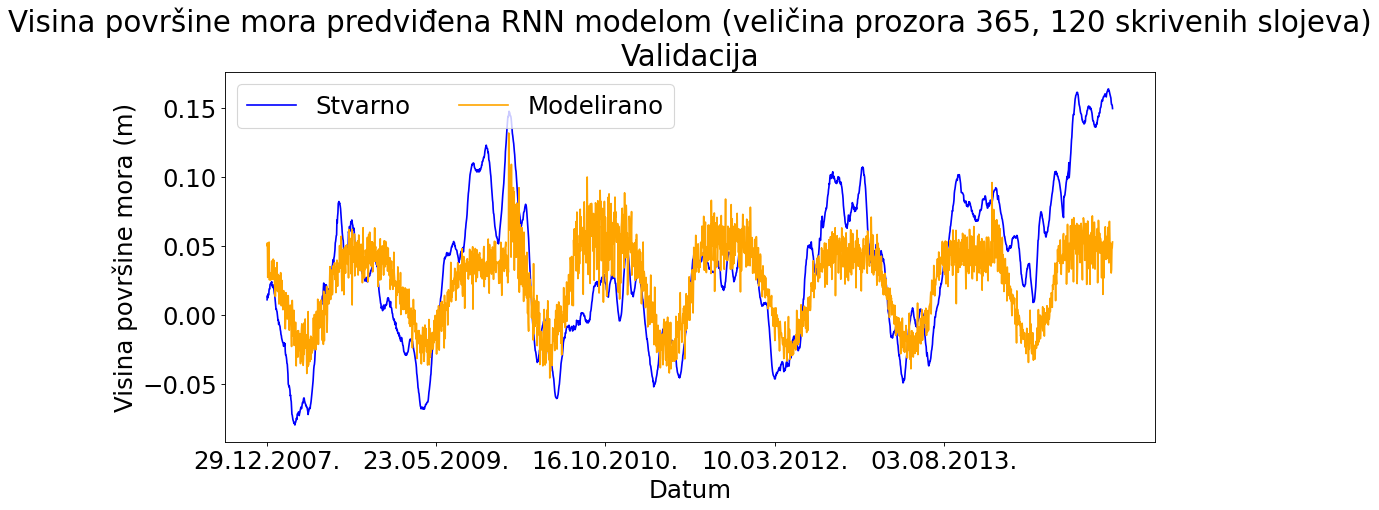 Visina površine mora predviđena RNN modelom (veličina prozora 365, 120 skrivenih slojeva)
Validacija
Stvarno
Modelirano
Visina površine mora (m)
0.15
0.10
0.05
0.00
−0.05
29.12.2007.
23.05.2009.
16.10.2010.
10.03.2012.
03.08.2013.
Datum